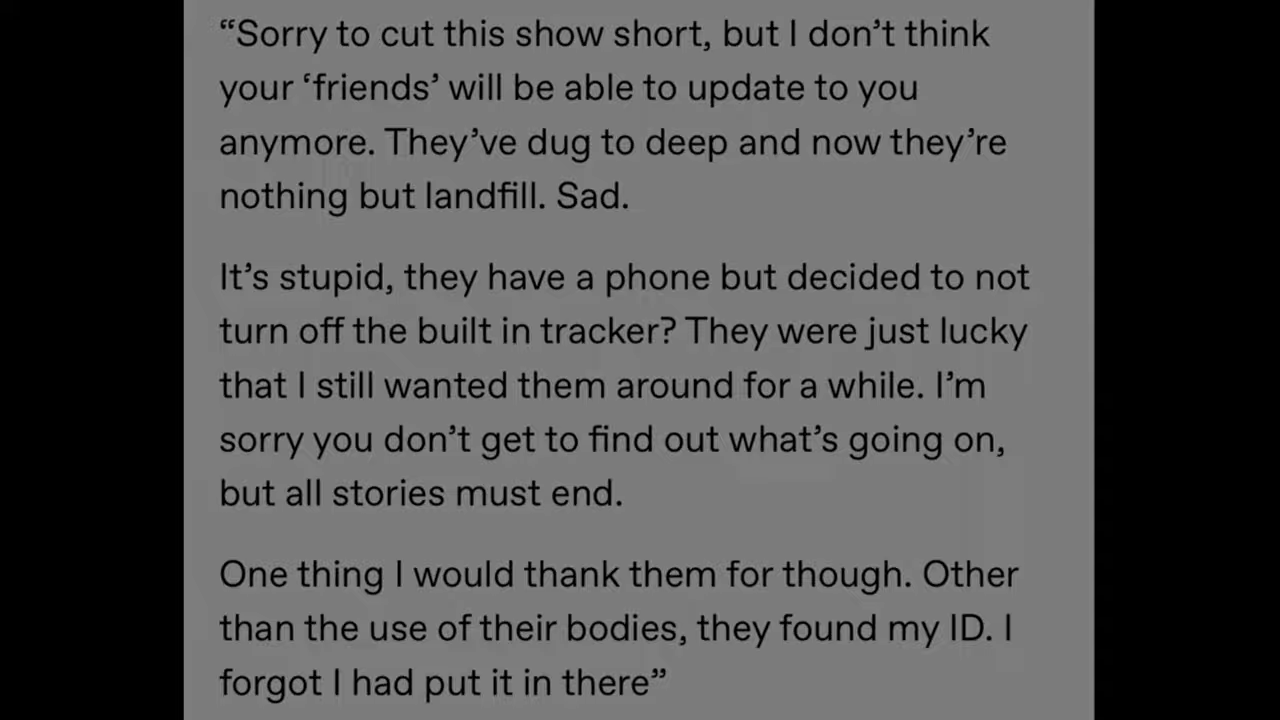 “Sorry to cut this show short, but I don’t think
your ‘friends’ will be able to update to you
anymore. They’ve dug to deep and now they’re
nothing but landfill. Sad.
It’s stupid, they have a phone but decided to not
turn off the built in tracker? They were just lucky
that I still wanted them around for a while. I’m
sorry you don’t get to find out what’s going on,
but all stories must end.
One thing I would thank them for though. Other
than the use of their bodies, they found my ID. I
forgot I had put it in there”